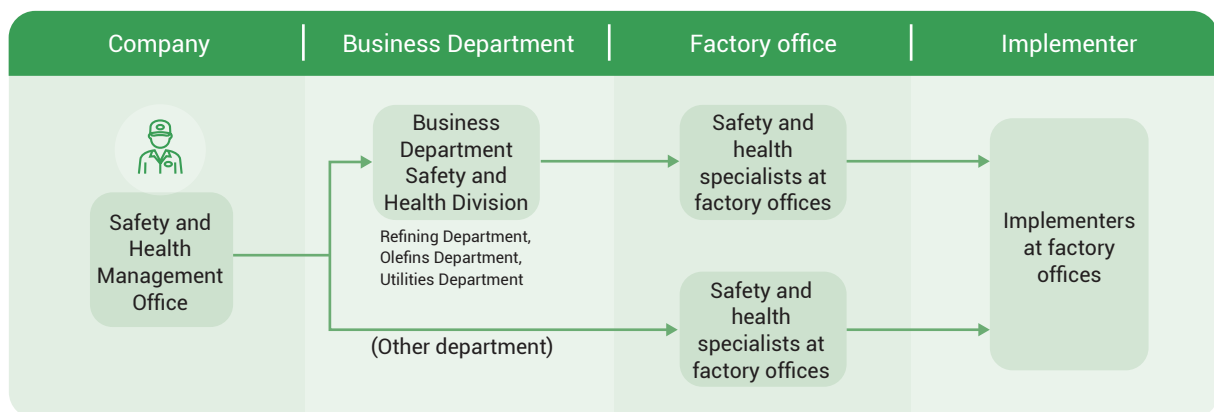 Company
Business Department
Factory office
Implementer
Safety and
Health
Management
Office
Business
Department
Safety and
Health Division
Refining Department,
Olefins Department,
Utilities Department
(Other department)
Safety and
health
specialists at
factory offices
Safety and
health
specialists at
factory offices
Implementers
at factory
offices